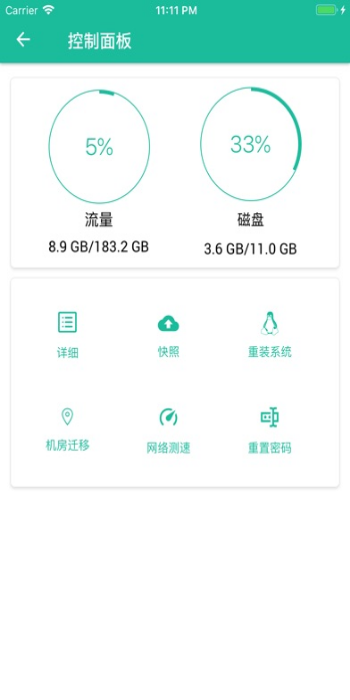 Carrier 11:11 PM
控制面板
5% 33%
流量 磁盘
8.9 GB/183.2 GB 3.6 GB/11.0 GB
详细 快照 重装系统
机房迁移 网络测速 重置密码